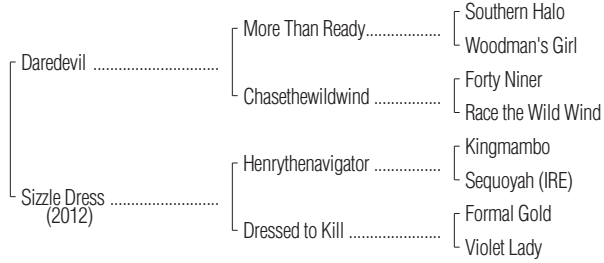 Southern Halo
More Than Ready..................
Woodman's Girl
Daredevil ..............................
Forty Niner
Chasethewildwind ................
Race the Wild Wind
Kingmambo
Henrythenavigator ................
Sequoyah (IRE)
Sizzle Dress ..........................
(2012)
Formal Gold
Dressed to Kill ......................
Violet Lady